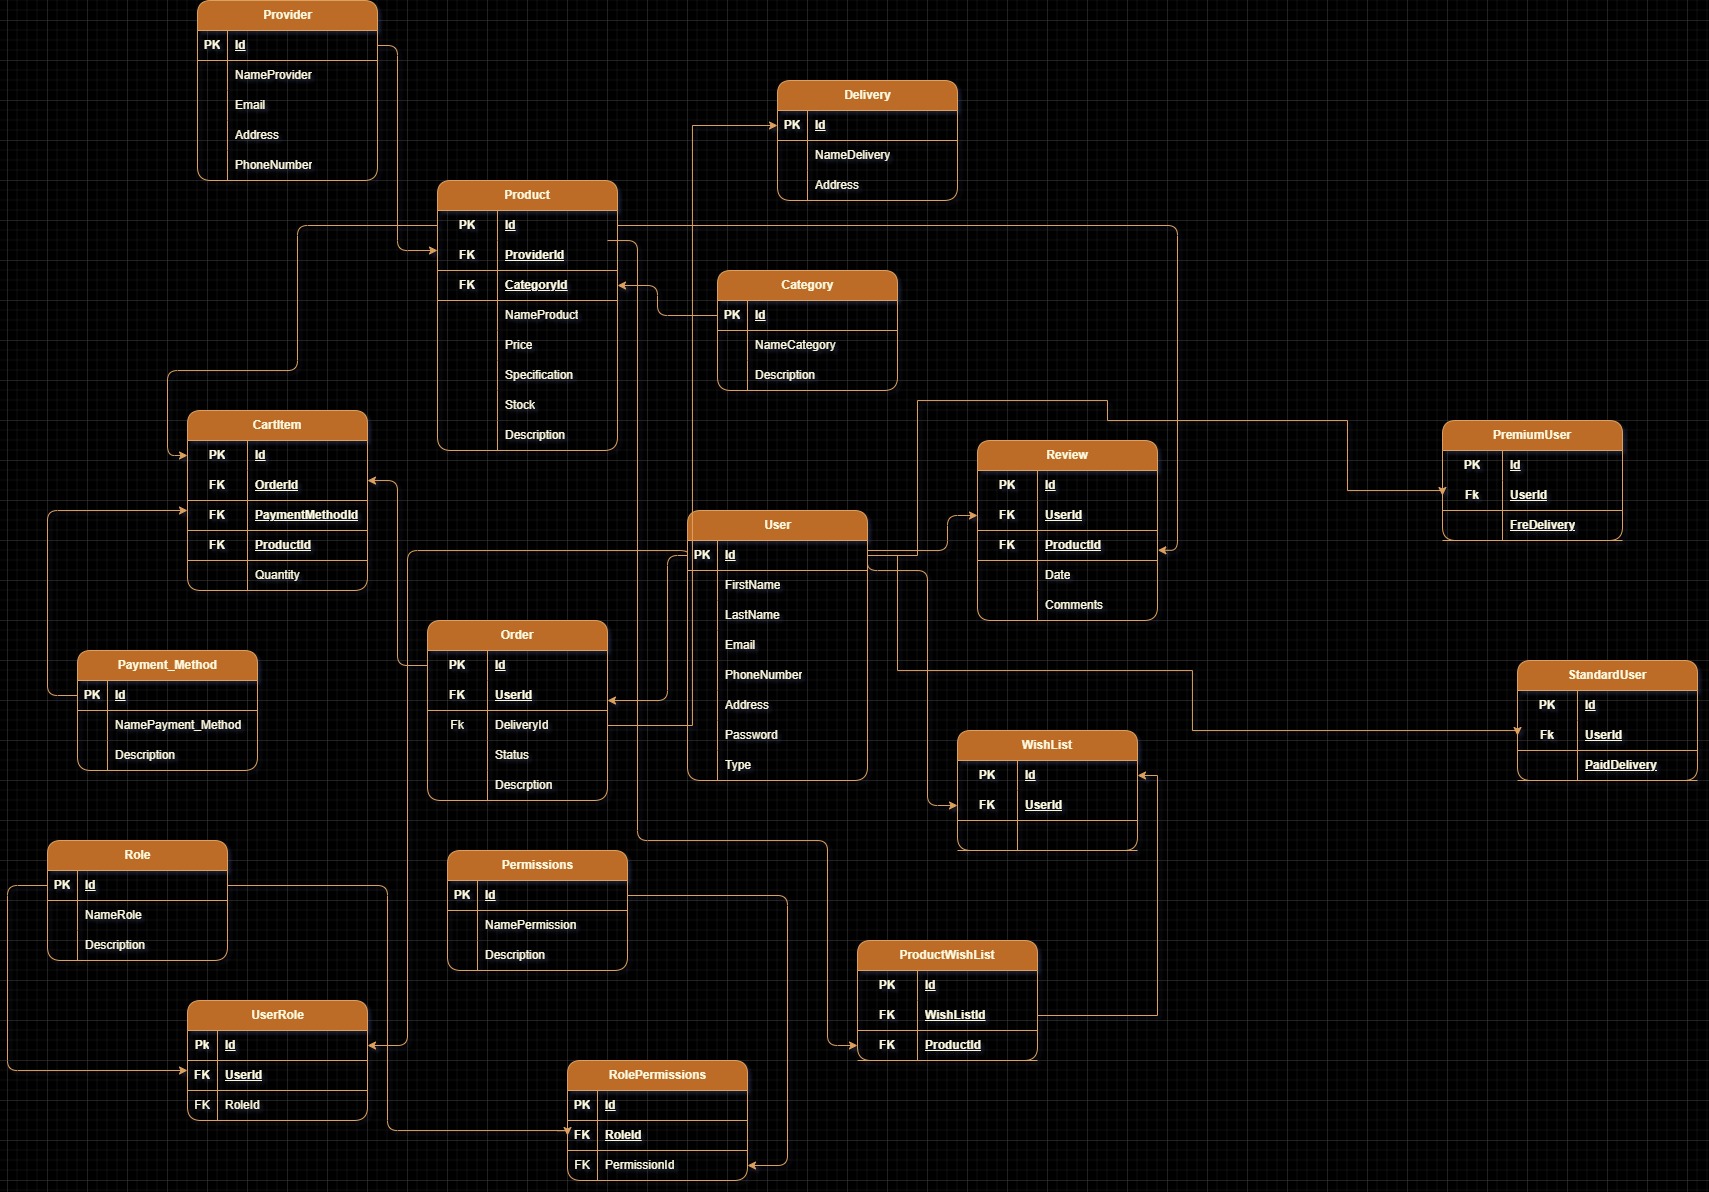 Provider
PK Id
NameProvider
Email
Address
PhoneNumber
Delivery
PK Id
NameDelivery
Address
Product
PK Id
FK ProviderId
FK CategoryId
NameProduct
Price
Specification
Stock
Description
Category
PK Id
NameCategory
Description
CartItem
PK Id
FK OrderId
FK PaymentMethodId
FK ProductId
Quantity
PremiumUser
PK Id
Fk UserId
FreDelivery
Review
PK Id
FK UserId
FK ProductId
Date
Comments
User
PK Id
FirstName
LastName
Email
PhoneNumber
Address
Password
Type
Order
PK Id
FK UserId
Fk DeliveryId
Status
Descrption
Payment_Method
PK Id
NamePayment_Method
Description
StandardUser
PK Id
Fk UserId
PaidDelivery
WishList
PK Id
FK UserId
Role
PK Id
NameRole
Description
Permissions
PK Id
NamePermission
Description
ProductWishList
PK Id
FK WishListId
FK ProductId
UserRole
Pk Id
FK UserId
FK RoleId
RolePermissions
PK Id
FK RoleId
FK PermissionId